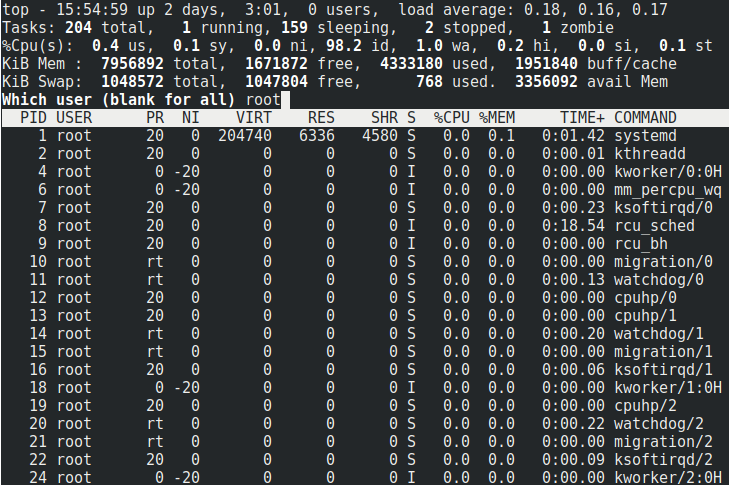 top - 15:54:59 up 2 days,  3:01,  0 users,  load average: 0.18, 0.16, 0.17
Tasks: 204 total,   1 running, 159 sleeping,   2 stopped,   1 zombie
%Cpu(s):  0.4 us,  0.1 sy,  0.0 ni, 98.2 id,  1.0 wa,  0.2 hi,  0.0 si,  0.1 st
KiB Mem :  7956892 total,  1671872 free,  4333180 used,  1951840 buff/cache
KiB Swap:  1048572 total,  1047804 free,      768 used.  3356092 avail Mem
Which user (blank for all) root
  PID USER      PR  NI    VIRT    RES    SHR S  %CPU %MEM     TIME+ COMMAND
    1 root      20   0  204740   6336   4580 S   0.0  0.1   0:01.42 systemd
    2 root      20   0       0      0      0 S   0.0  0.0   0:00.01 kthreadd
    4 root       0 -20       0      0      0 I   0.0  0.0   0:00.00 kworker/0:0H
    6 root       0 -20       0      0      0 I   0.0  0.0   0:00.00 mm_percpu_wq
    7 root      20   0       0      0      0 S   0.0  0.0   0:00.23 ksoftirqd/0
    8 root      20   0       0      0      0 I   0.0  0.0   0:18.54 rcu_sched
    9 root      20   0       0      0      0 I   0.0  0.0   0:00.00 rcu_bh
   10 root      rt   0       0      0      0 S   0.0  0.0   0:00.00 migration/0
   11 root      rt   0       0      0      0 S   0.0  0.0   0:00.13 watchdog/0
   12 root      20   0       0      0      0 S   0.0  0.0   0:00.00 cpuhp/0
   13 root      20   0       0      0      0 S   0.0  0.0   0:00.00 cpuhp/1
   14 root      rt   0       0      0      0 S   0.0  0.0   0:00.20 watchdog/1
   15 root      rt   0       0      0      0 S   0.0  0.0   0:00.00 migration/1
   16 root      20   0       0      0      0 S   0.0  0.0   0:00.06 ksoftirqd/1
   18 root       0 -20       0      0      0 I   0.0  0.0   0:00.00 kworker/1:0H
   19 root      20   0       0      0      0 S   0.0  0.0   0:00.00 cpuhp/2
   20 root      rt   0       0      0      0 S   0.0  0.0   0:00.22 watchdog/2
   21 root      rt   0       0      0      0 S   0.0  0.0   0:00.00 migration/2
   22 root      20   0       0      0      0 S   0.0  0.0   0:00.09 ksoftirqd/2
   24 root       0 -20       0      0      0 I   0.0  0.0   0:00.00 kworker/2:0H